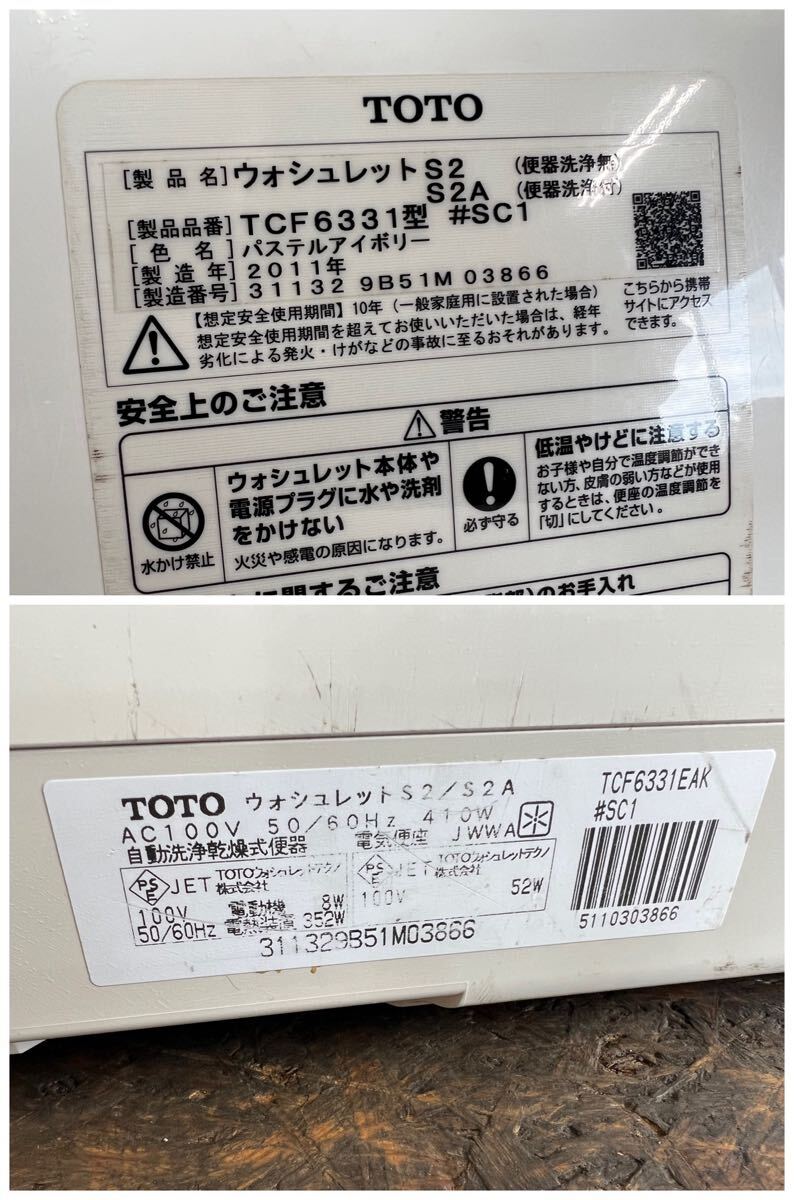 TOTO
[製品名] ウォシュレットS2 (便器洗浄無)
S2A (便器洗浄付)
[製品品番] TCF6331型 #SC1
[色名] パステルアイボリー
[製造年] 2011年
[製造番号] 31132 9B51M 03866
【想定安全使用期間】10年 (一般家庭用に設置された場合)
想定安全使用期間を超えてお使いいただいた場合は、経年
劣化による発火・けがなどの事故に至るおそれがあります。
こちらから携帯
サイトにアクセス
できます。
安全上のご注意
警告
水かけ禁止
ウォシュレット本体や
電源プラグに水や洗剤
をかけない
火災や感電の原因になります。
必ず守る
低温やけどに注意する
お子様や自分で温度調節ができ
ない方、皮膚の弱い方などが使用
するときは、便座の温度調節を
「切」にしてください。
に関するご注意
のお手入れ
TOTO ウォシュレットS2/S2A
AC100V 50/60Hz 410W
自動洗浄乾燥式便器 電気便座 JWWA
PSE JET TOTOウォシュレットテクノ株式会社
100V 電動機 8W
50/60Hz 電熱装置 352W
PSE JET TOTOウォシュレットテクノ株式会社
100V 52W
311329B51M03866
TCF6331EAK
#SC1
5110303866